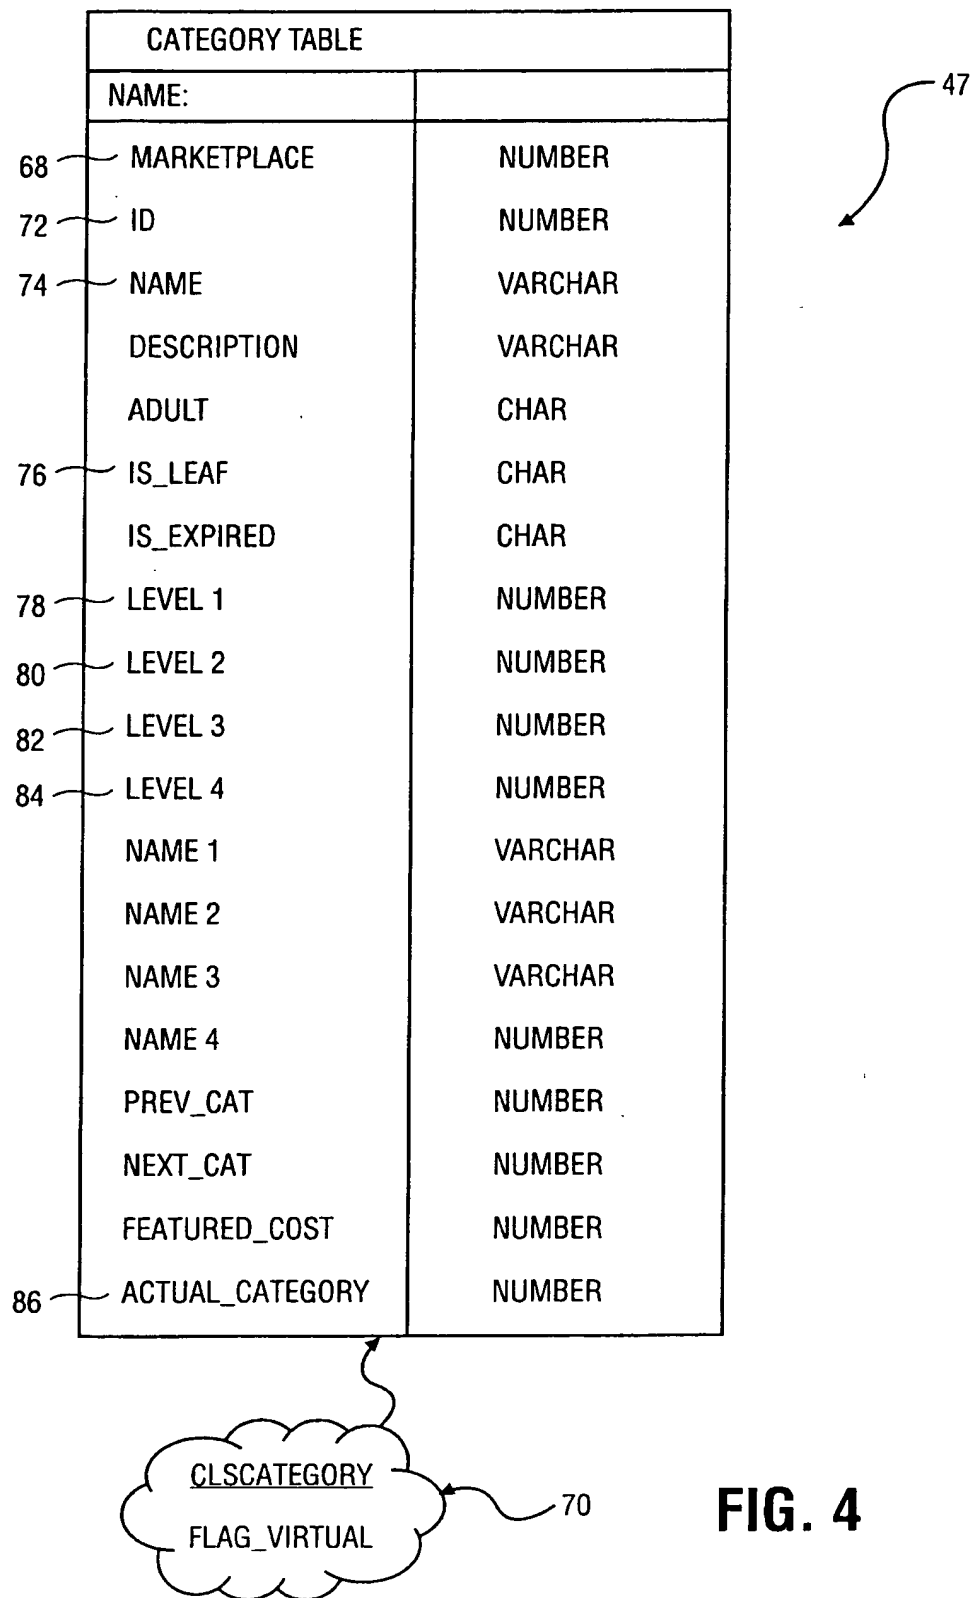 CATEGORY TABLE
NAME:
47
68 MARKETPLACE NUMBER
72 ID NUMBER
74 NAME VARCHAR
DESCRIPTION VARCHAR
ADULT CHAR
76 IS_LEAF CHAR
IS_EXPIRED CHAR
78 LEVEL 1 NUMBER
80 LEVEL 2 NUMBER
82 LEVEL 3 NUMBER
84 LEVEL 4 NUMBER
NAME 1 VARCHAR
NAME 2 VARCHAR
NAME 3 VARCHAR
NAME 4 NUMBER
PREV_CAT NUMBER
NEXT_CAT NUMBER
FEATURED_COST NUMBER
86 ACTUAL_CATEGORY NUMBER
CLSCATEGORY
FLAG_VIRTUAL
70
FIG. 4